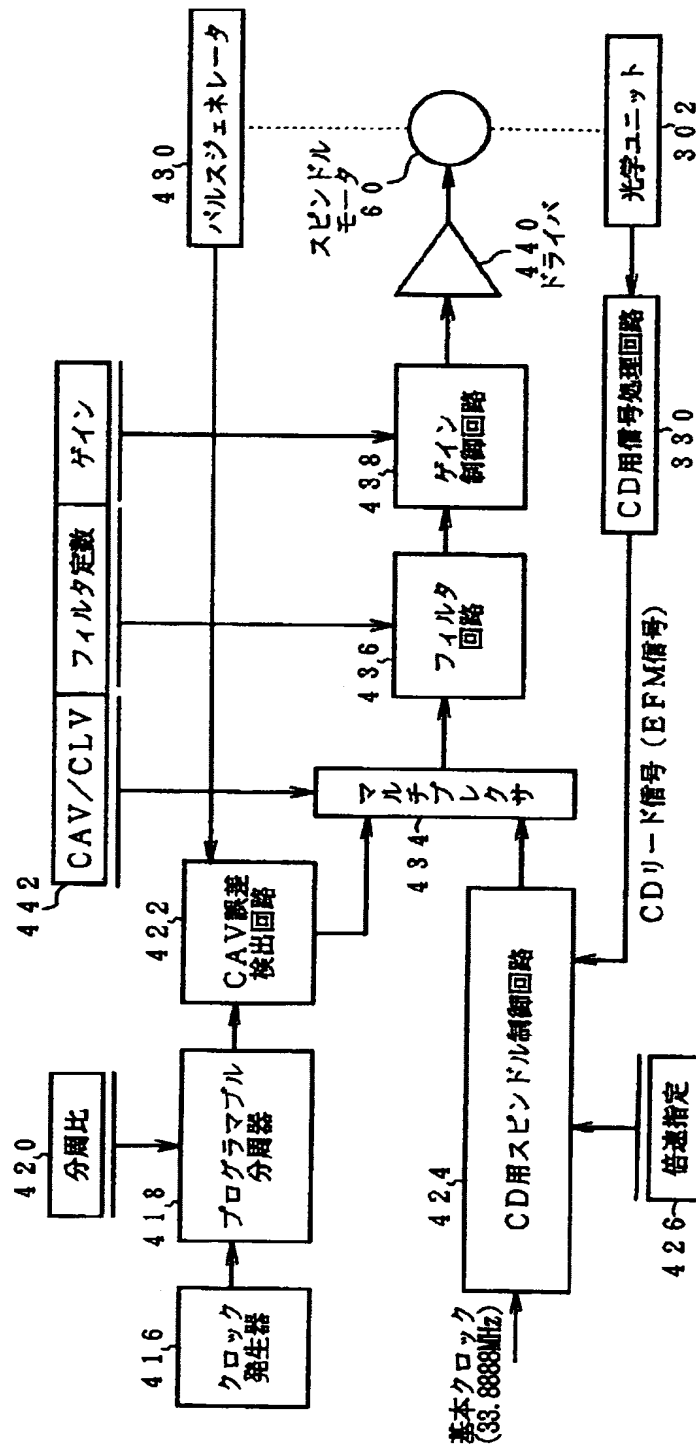 416
クロック
発生器
420
分周比
418
プログラマブル
分周器
422
CAV誤差
検出回路
442
CAV/CLV
フィルタ定数
ゲイン
430
パルスジェネレータ
434
マルチプレクサ
436
フィルタ
回路
438
ゲイン
制御回路
440
ドライバ
スピンドル
モータ
60
基本クロック
(33.8888MHz)
424
CD用スピンドル制御回路
426
倍速指定
CDリード信号(EFM信号)
CD用信号処理回路
330
光学ユニット
302